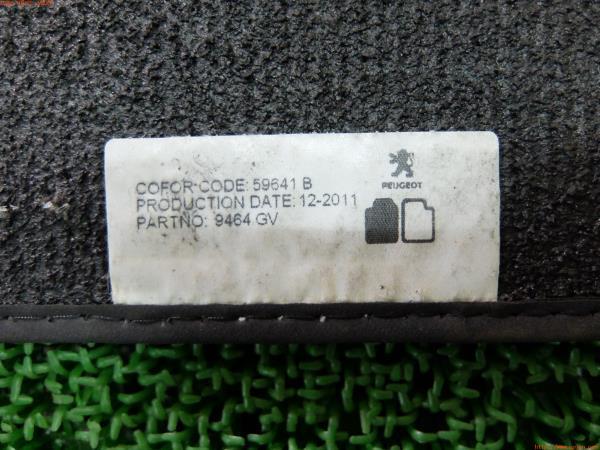 COFOR-CODE: 59641 B
PRODUCTION DATE: 12-2011
PARTNO: 9464.GV
PEUGEOT